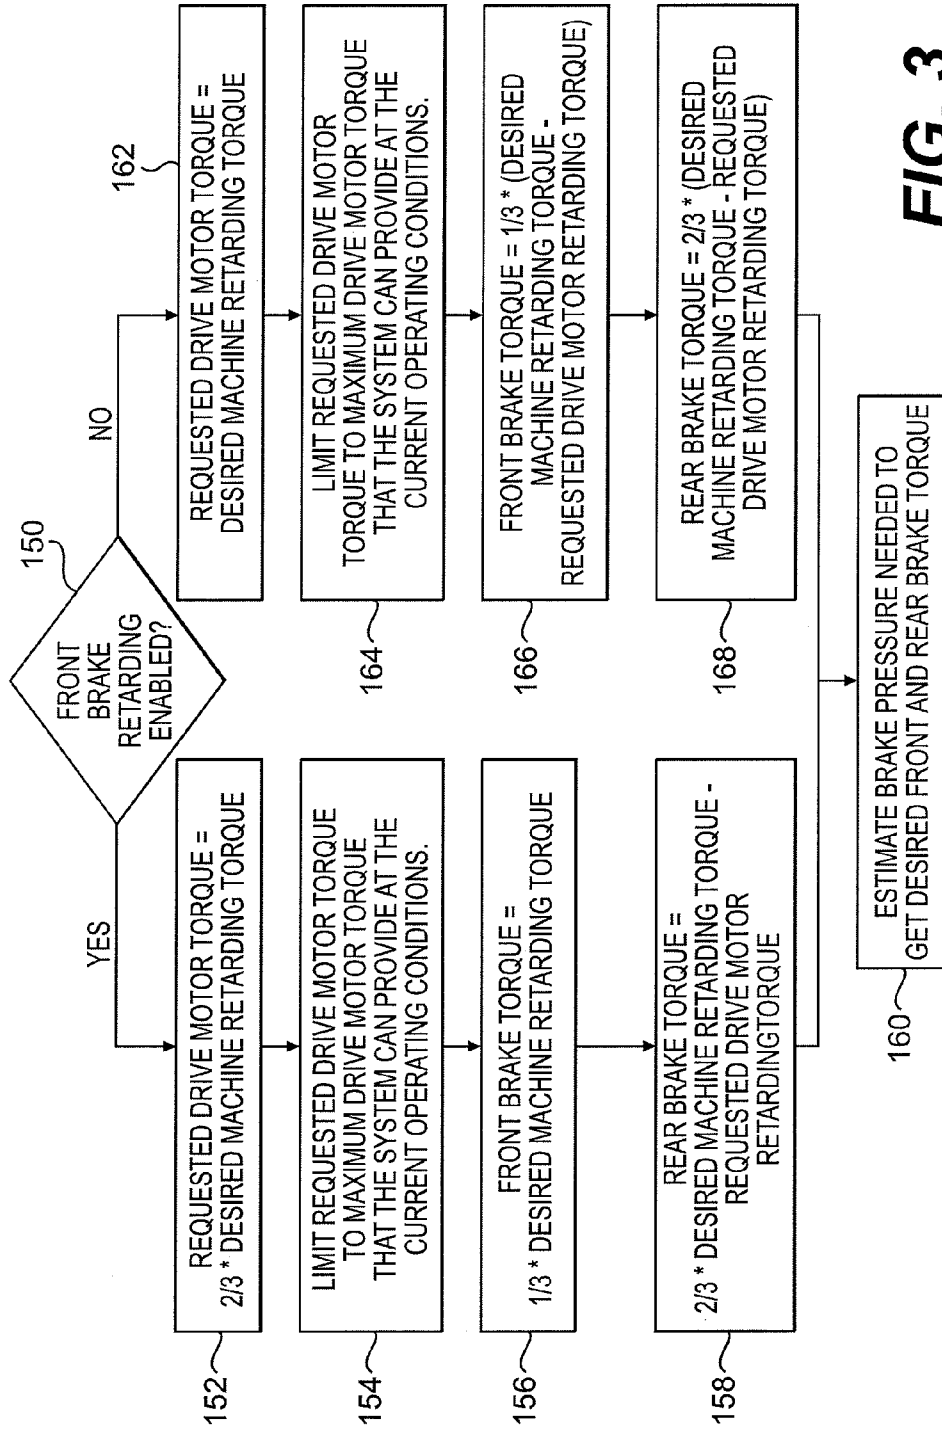 150
FRONT
BRAKE
RETARDING
ENABLED?
YES
NO
152
REQUESTED DRIVE MOTOR TORQUE =
2/3 * DESIRED MACHINE RETARDING TORQUE
154
LIMIT REQUESTED DRIVE MOTOR TORQUE
TO MAXIMUM DRIVE MOTOR TORQUE
THAT THE SYSTEM CAN PROVIDE AT THE
CURRENT OPERATING CONDITIONS.
156
FRONT BRAKE TORQUE =
1/3 * DESIRED MACHINE RETARDING TORQUE
158
REAR BRAKE TORQUE =
2/3 * DESIRED MACHINE RETARDING TORQUE -
REQUESTED DRIVE MOTOR
RETARDINGTORQUE
162
REQUESTED DRIVE MOTOR TORQUE =
DESIRED MACHINE RETARDING TORQUE
164
LIMIT REQUESTED DRIVE MOTOR
TORQUE TO MAXIMUM DRIVE MOTOR TORQUE
THAT THE SYSTEM CAN PROVIDE AT THE
CURRENT OPERATING CONDITIONS.
166
FRONT BRAKE TORQUE = 1/3 * (DESIRED
MACHINE RETARDING TORQUE -
REQUESTED DRIVE MOTOR RETARDING TORQUE)
168
REAR BRAKE TORQUE = 2/3 * (DESIRED
MACHINE RETARDING TORQUE - REQUESTED
DRIVE MOTOR RETARDING TORQUE)
160
ESTIMATE BRAKE PRESSURE NEEDED TO
GET DESIRED FRONT AND REAR BRAKE TORQUE
FIG. 3